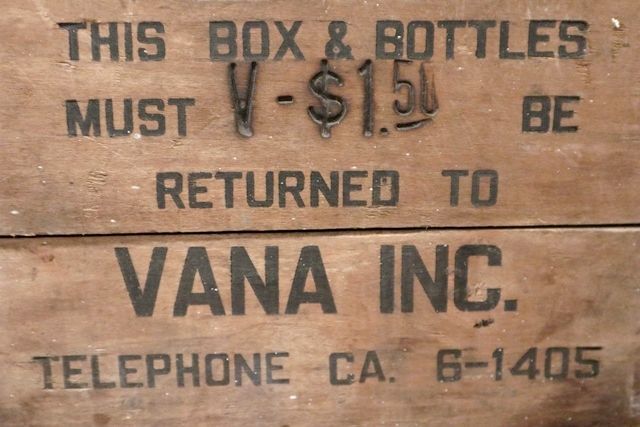 THIS BOX & BOTTLES
MUST V-$1.50 BE
RETURNED TO
VANA INC.
TELEPHONE CA. 6-1405